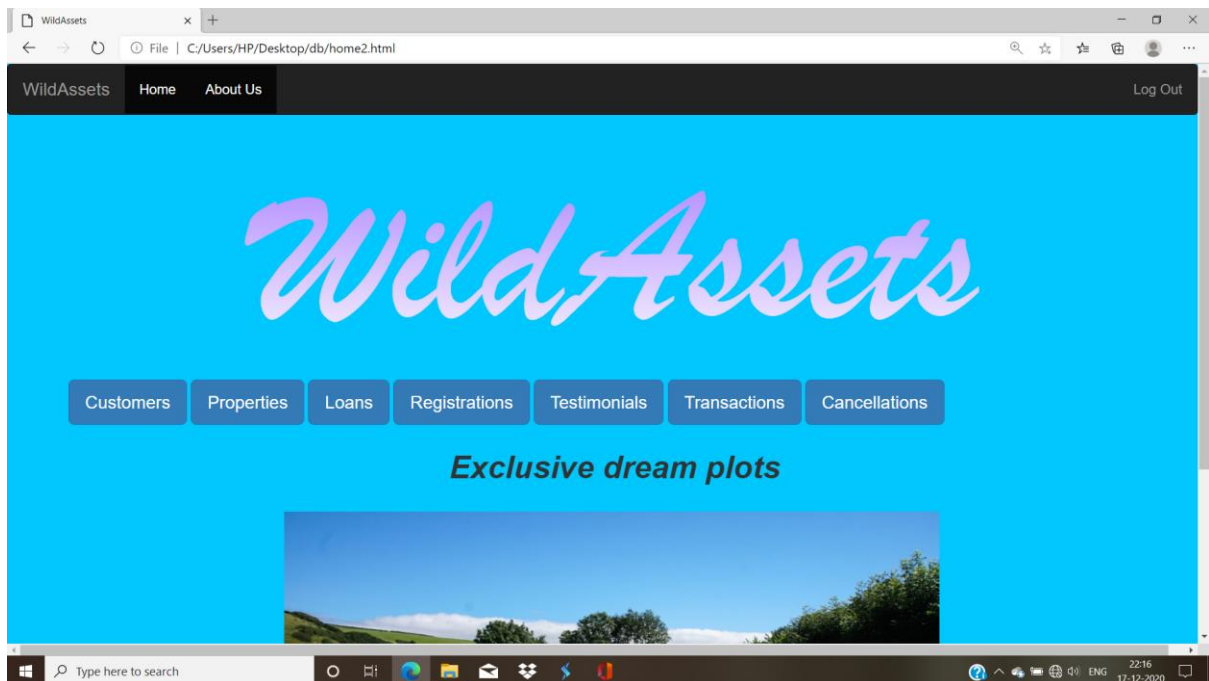 WildAssets
File | C:/Users/HP/Desktop/db/home2.html
WildAssets Home About Us Log Out
WildAssets
Customers Properties Loans Registrations Testimonials Transactions Cancellations
Exclusive dream plots
Type here to search ENG 22:16
17-12-2020